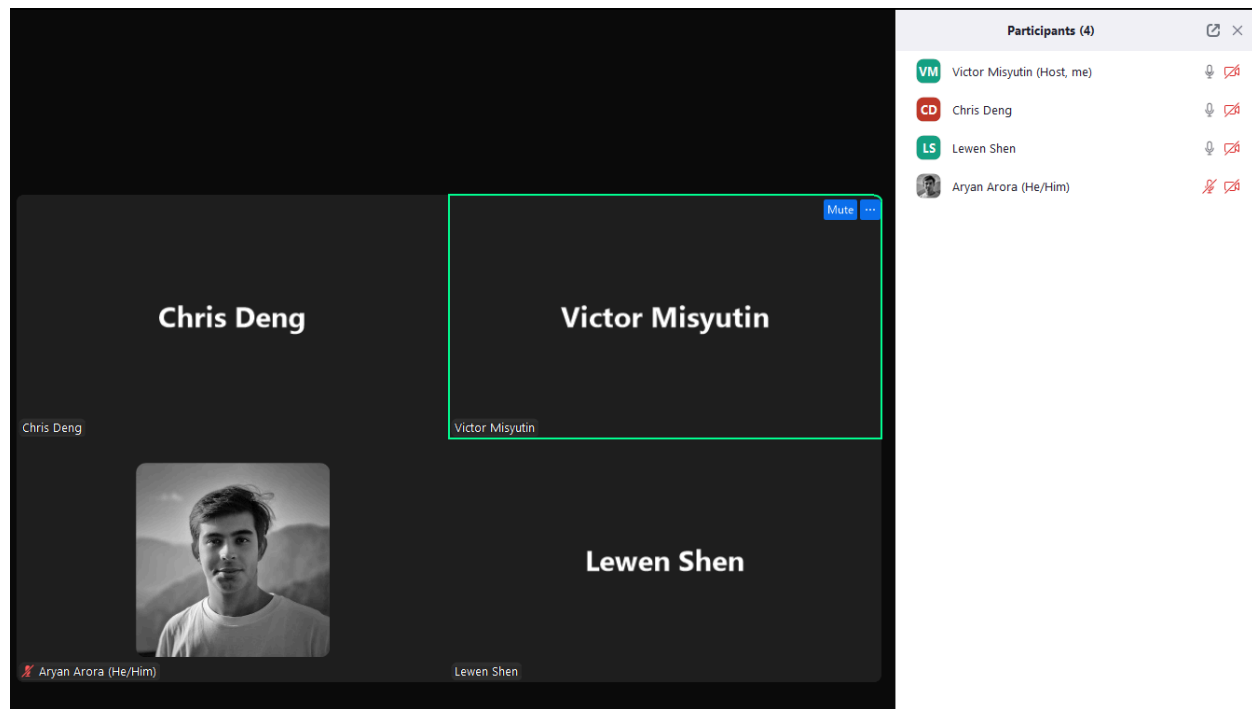 Participants (4)
VM Victor Misyutin (Host, me)
CD Chris Deng
LS Lewen Shen
Aryan Arora (He/Him)
Mute ...
Chris Deng
Victor Misyutin
Chris Deng
Victor Misyutin
Lewen Shen
Aryan Arora (He/Him)
Lewen Shen